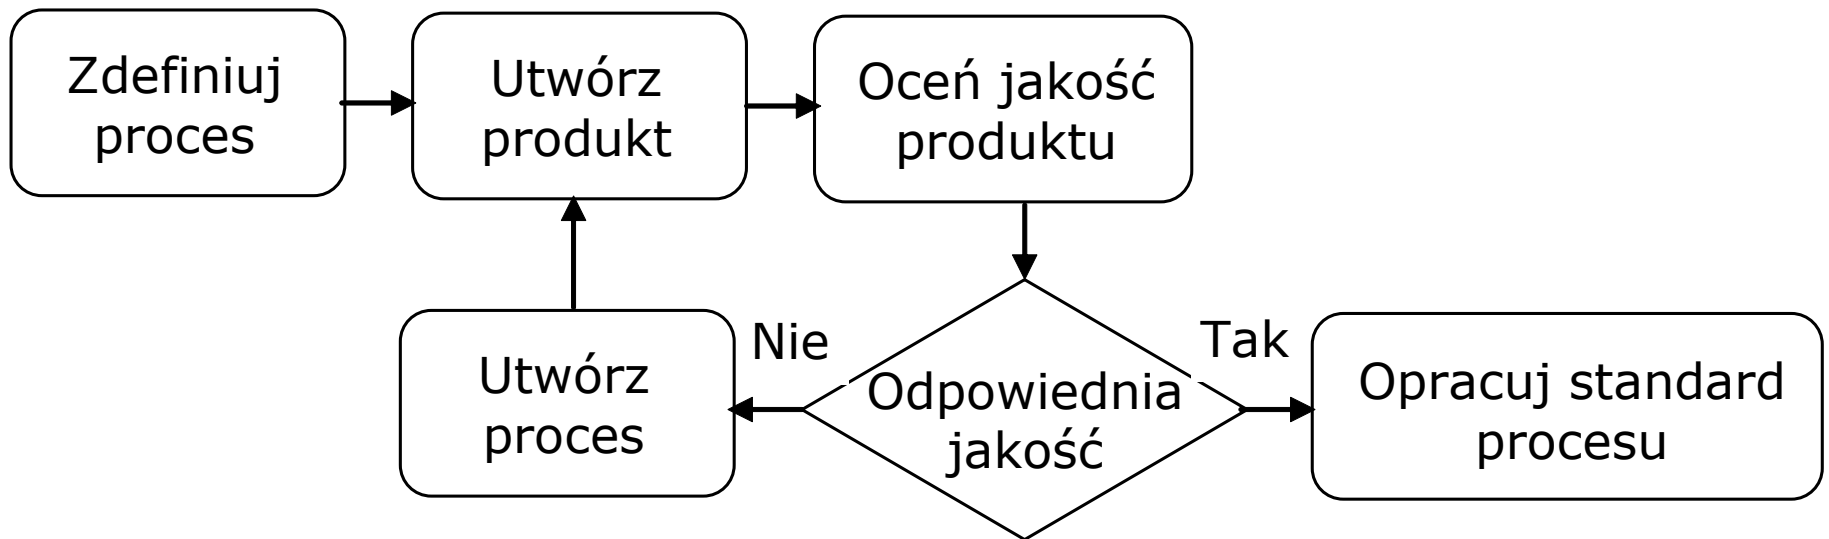 Zdefiniuj
proces
Utwórz
produkt
Oceń jakość
produktu
Nie
Tak
Utwórz
proces
Odpowiednia
jakość
Opracuj standard
procesu